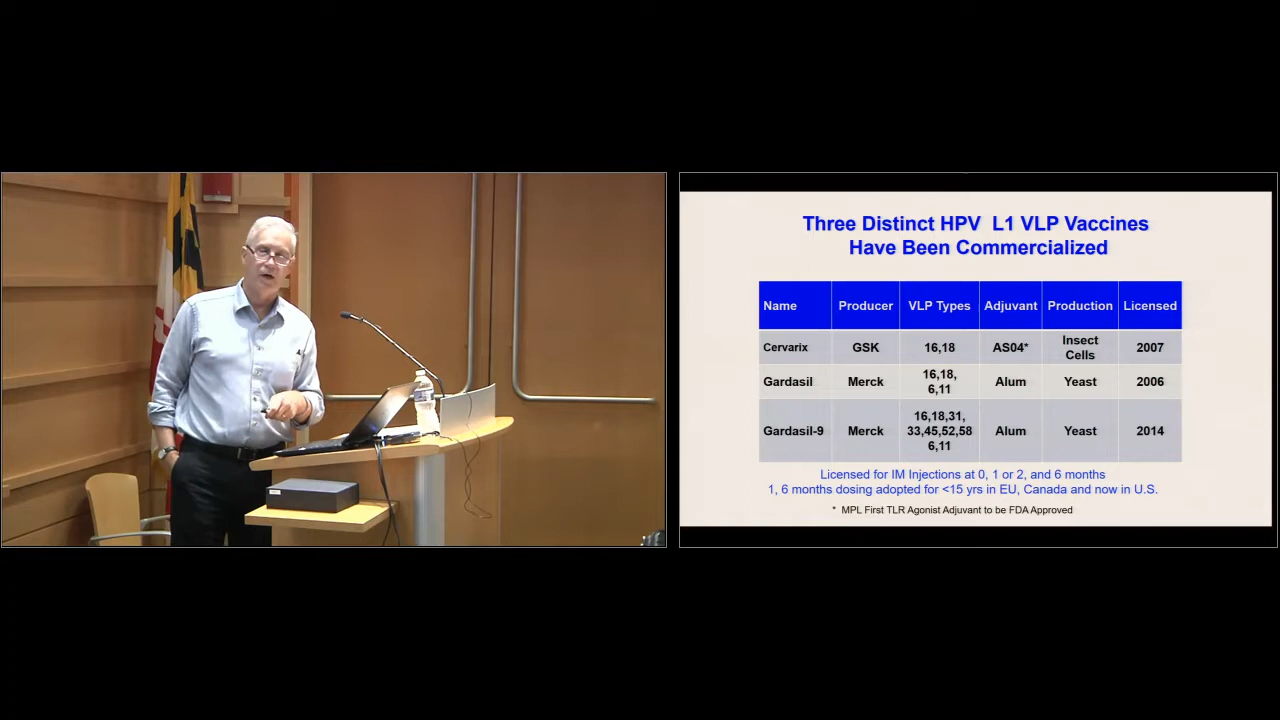 Three Distinct HPV L1 VLP Vaccines
Have Been Commercialized
Name Producer VLP Types Adjuvant Production Licensed
Cervarix GSK 16,18 AS04* Insect Cells 2007
Gardasil Merck 16,18, 6,11 Alum Yeast 2006
Gardasil-9 Merck 16,18,31, 33,45,52,58 6,11 Alum Yeast 2014
Licensed for IM Injections at 0, 1 or 2, and 6 months
1, 6 months dosing adopted for <15 yrs in EU, Canada and now in U.S.
* MPL First TLR Agonist Adjuvant to be FDA Approved